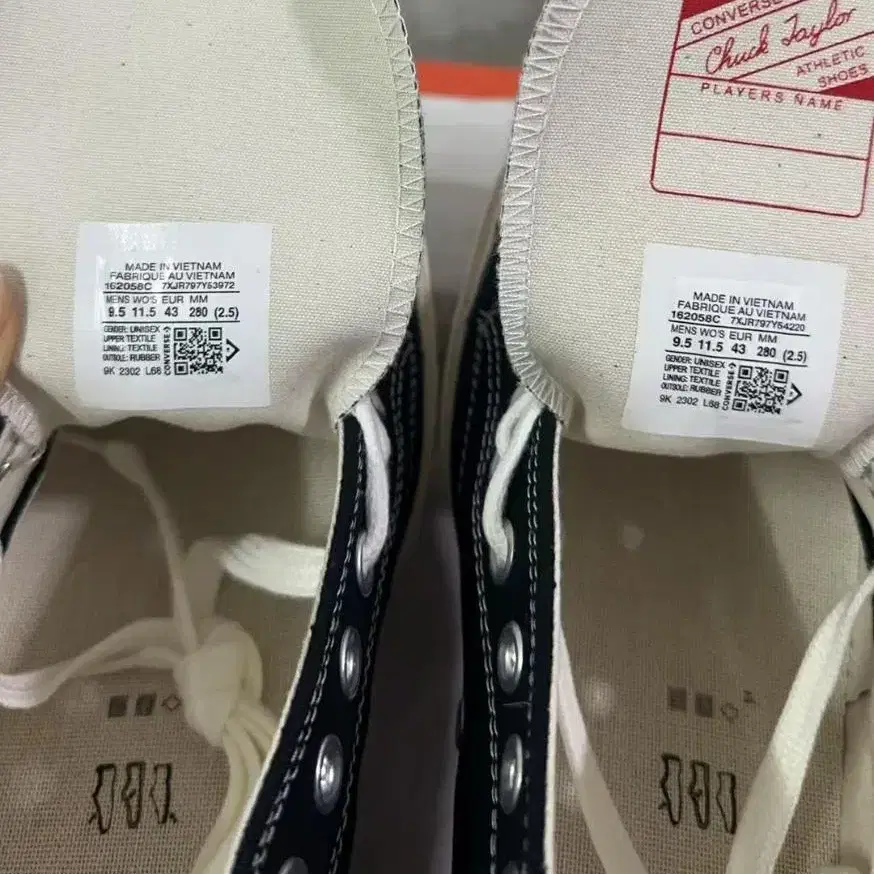 MADE IN VIETNAM
FABRIQUÉ AU VIETNAM
162058C 7XJR797Y53972
MENS WO'S EUR MM
9.5 11.5 43 280 (2.5)
GENDER: UNISEX
UPPER: TEXTILE
LINING: TEXTILE
OUTSOLE: RUBBER
CONVERSE
9K 2302 L68
CONVERSE
Chuck Taylor
ATHLETIC
SHOES
PLAYERS NAME
MADE IN VIETNAM
FABRIQUE AU VIETNAM
162058C 7XJR797Y54220
MENS WO'S EUR MM
9.5 11.5 43 280 (2.5)
GENDER: UNISEX
UPPER: TEXTILE
LINING: TEXTILE
OUTSOLE: RUBBER
CONVERSE
9K 2302 L68